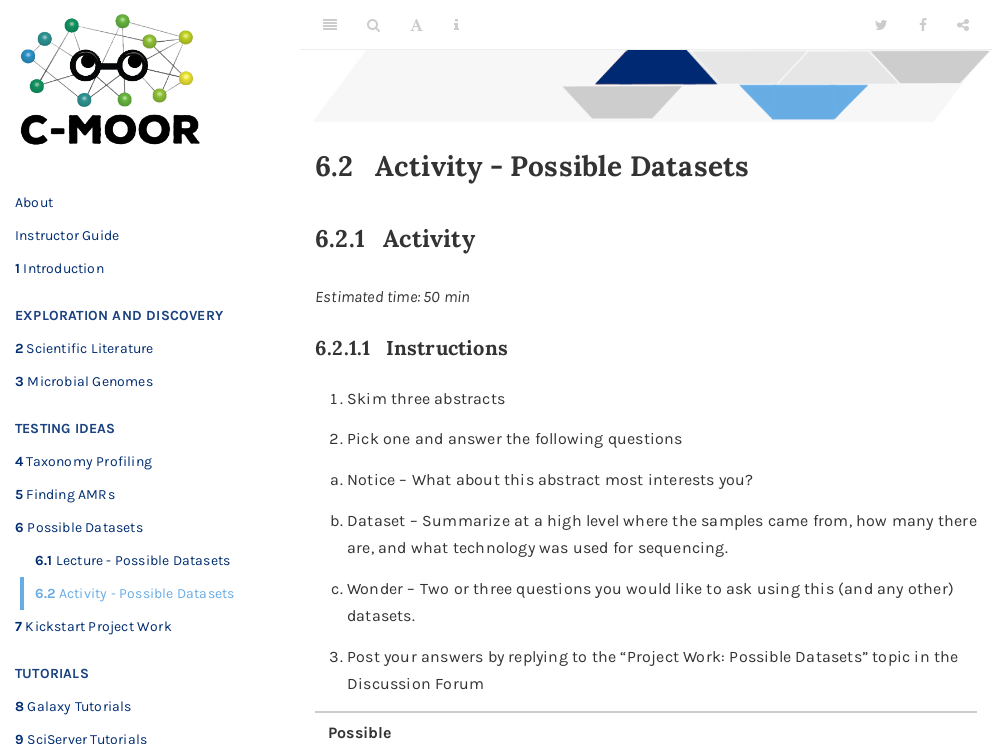 C-MOOR
About
Instructor Guide
1 Introduction
EXPLORATION AND DISCOVERY
2 Scientific Literature
3 Microbial Genomes
TESTING IDEAS
4 Taxonomy Profiling
5 Finding AMRs
6 Possible Datasets
6.1 Lecture - Possible Datasets
6.2 Activity - Possible Datasets
7 Kickstart Project Work
TUTORIALS
8 Galaxy Tutorials
9 SciServer Tutorials
A i
6.2 Activity - Possible Datasets
6.2.1 Activity
Estimated time: 50 min
6.2.1.1 Instructions
1. Skim three abstracts
2. Pick one and answer the following questions
a. Notice – What about this abstract most interests you?
b. Dataset – Summarize at a high level where the samples came from, how many there
are, and what technology was used for sequencing.
c. Wonder – Two or three questions you would like to ask using this (and any other)
datasets.
3. Post your answers by replying to the “Project Work: Possible Datasets” topic in the
Discussion Forum
Possible